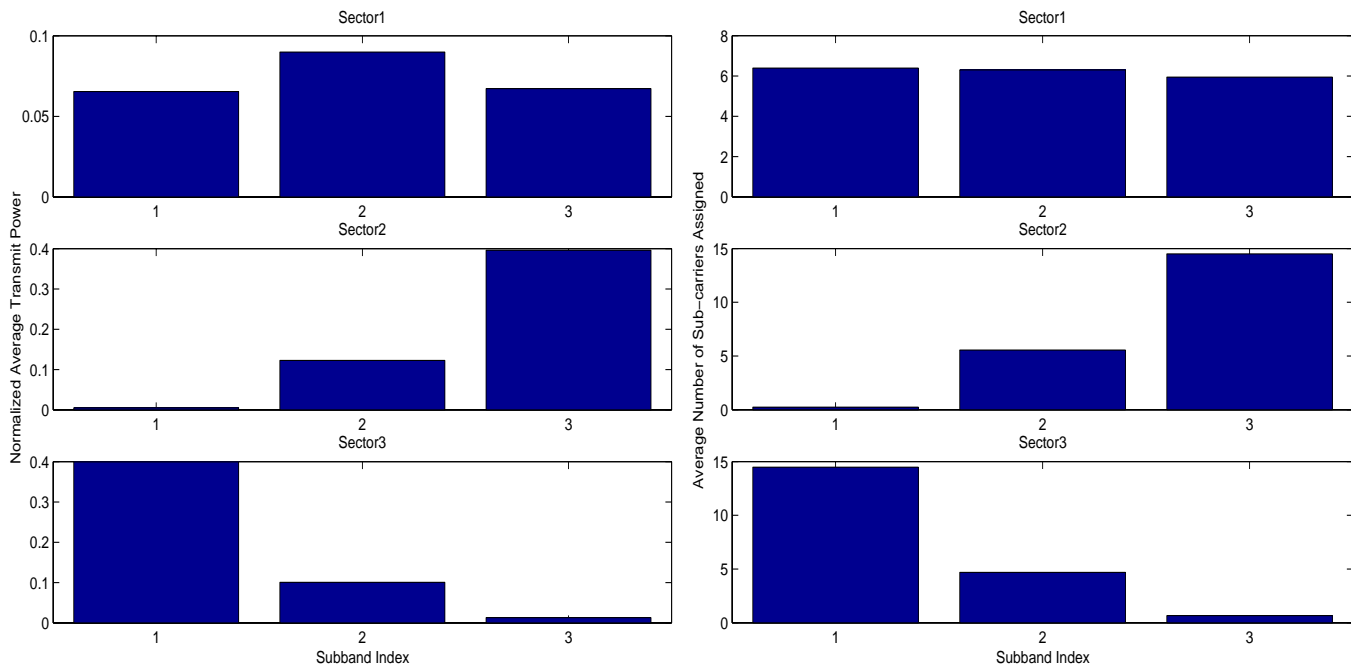 Sector1
0.1
0.05
0
1 2 3
Sector2
0.4
0.3
0.2
0.1
0
1 2 3
Sector3
0.4
0.3
0.2
0.1
0
1 2 3
Subband Index
Normalized Average Transmit Power
Sector1
8
6
4
2
0
1 2 3
Sector2
15
10
5
0
1 2 3
Sector3
15
10
5
0
1 2 3
Subband Index
Average Number of Sub-carriers Assigned